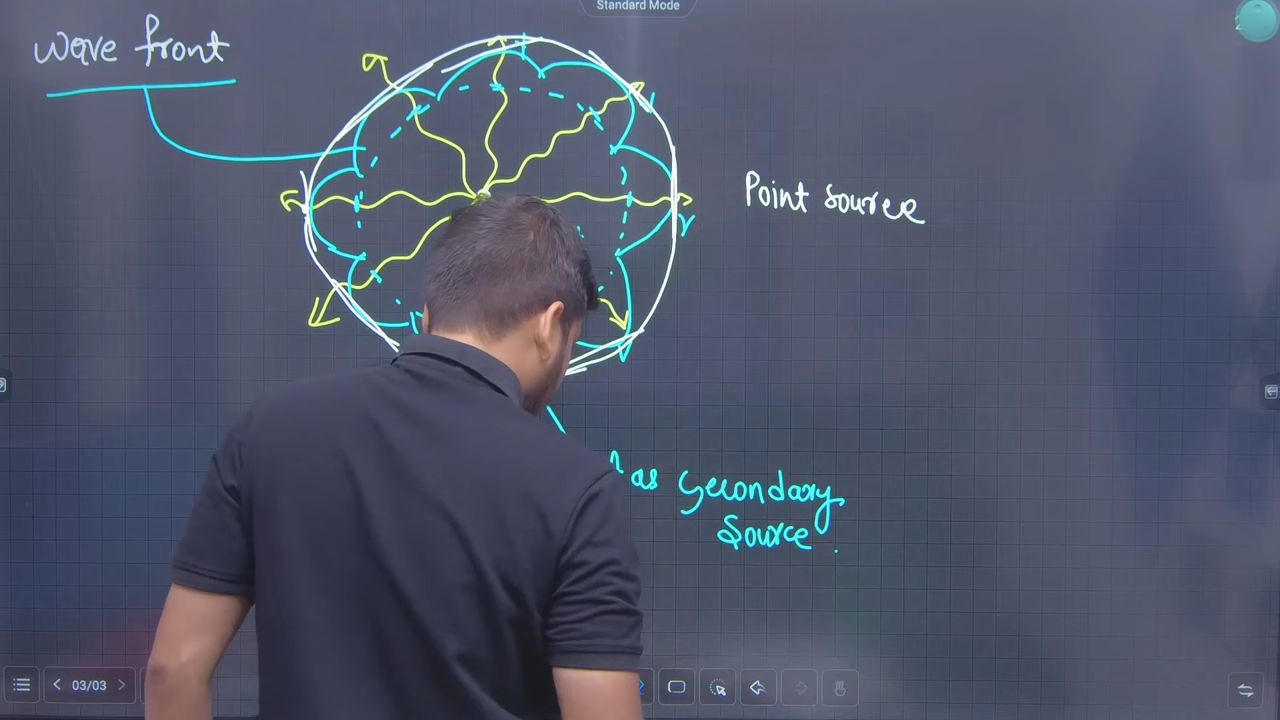 Standard Mode
Wave front
Point source
as Secondary
Source.
03/03